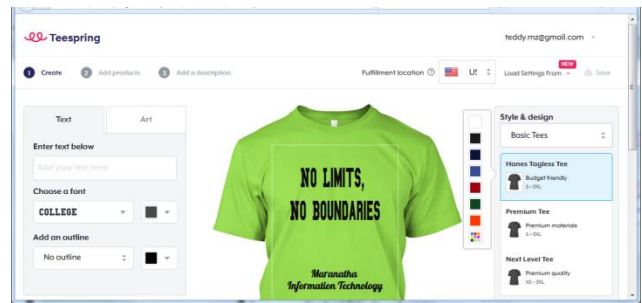 Teespring
teddy.mz@gmail.com
1 Create
2 Add products
3 Add a description
Fulfillment location
US
NEW
Load Settings From
Save
Text
Art
Enter text below
Add your text here
Choose a font
COLLEGE
Add an outline
No outline
NO LIMITS,
NO BOUNDARIES
Maranatha
Information Technology
Style & design
Basic Tees
Hanes Tagless Tee
Budget friendly
S-5XL
Premium Tee
Premium materials
S-5XL
Next Level Tee
Premium quality
XS-3XL